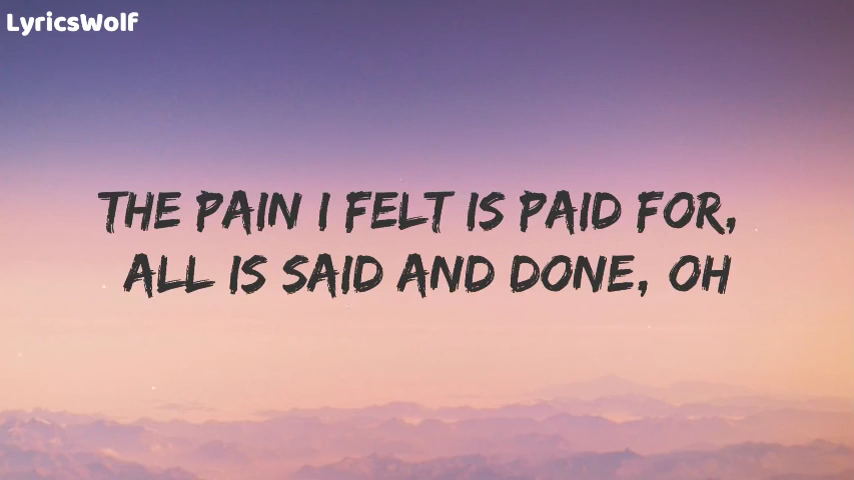 LyricsWolf
THE PAIN I FELT IS PAID FOR,
ALL IS SAID AND DONE, OH